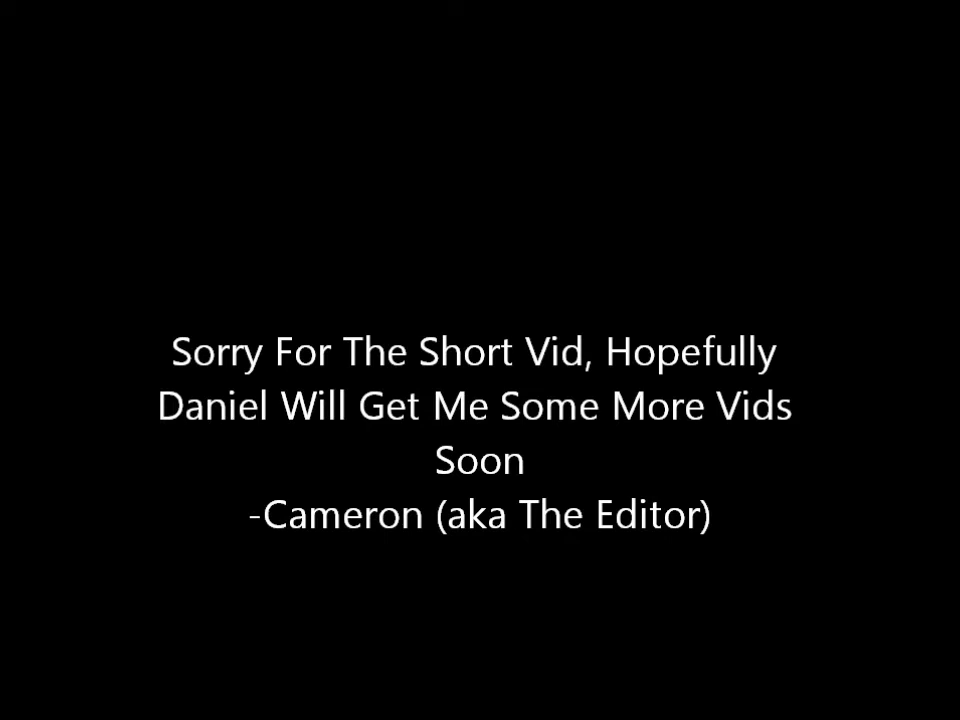 Sorry For The Short Vid, Hopefully
Daniel Will Get Me Some More Vids
Soon
-Cameron (aka The Editor)